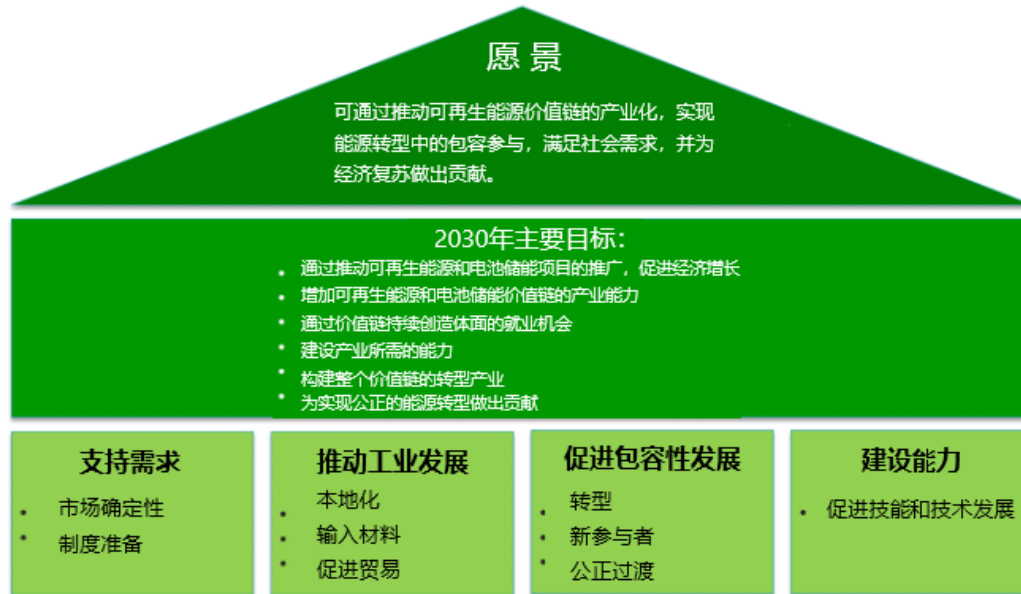 愿景
可通过推动可再生能源价值链的产业化，实现
能源转型中的包容参与，满足社会需求，并为
经济复苏做出贡献。
2030年主要目标：
• 通过推动可再生能源和电池储能项目的推广，促进经济增长
• 增加可再生能源和电池储能价值链的产业能力
• 通过价值链持续创造体面的就业机会
• 建设产业所需的能力
• 构建整个价值链的转型产业
• 为实现公正的能源转型做出贡献
支持需求
• 市场确定性
• 制度准备
推动工业发展
• 本地化
• 输入材料
• 促进贸易
促进包容性发展
• 转型
• 新参与者
• 公正过渡
建设能力
• 促进技能和技术发展